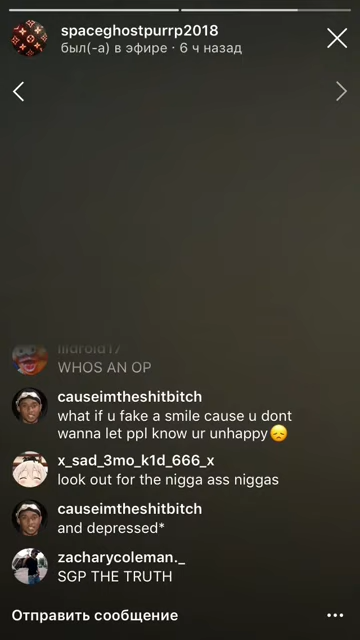 spaceghostpurrp2018
был(-а) в эфире · 6 ч назад
WHOS AN OP
causeimtheshitbitch
what if u fake a smile cause u dont
wanna let ppl know ur unhappy😞
x_sad_3mo_k1d_666_x
look out for the nigga ass niggas
causeimtheshitbitch
and depressed*
zacharycoleman._
SGP THE TRUTH
Отправить сообщение